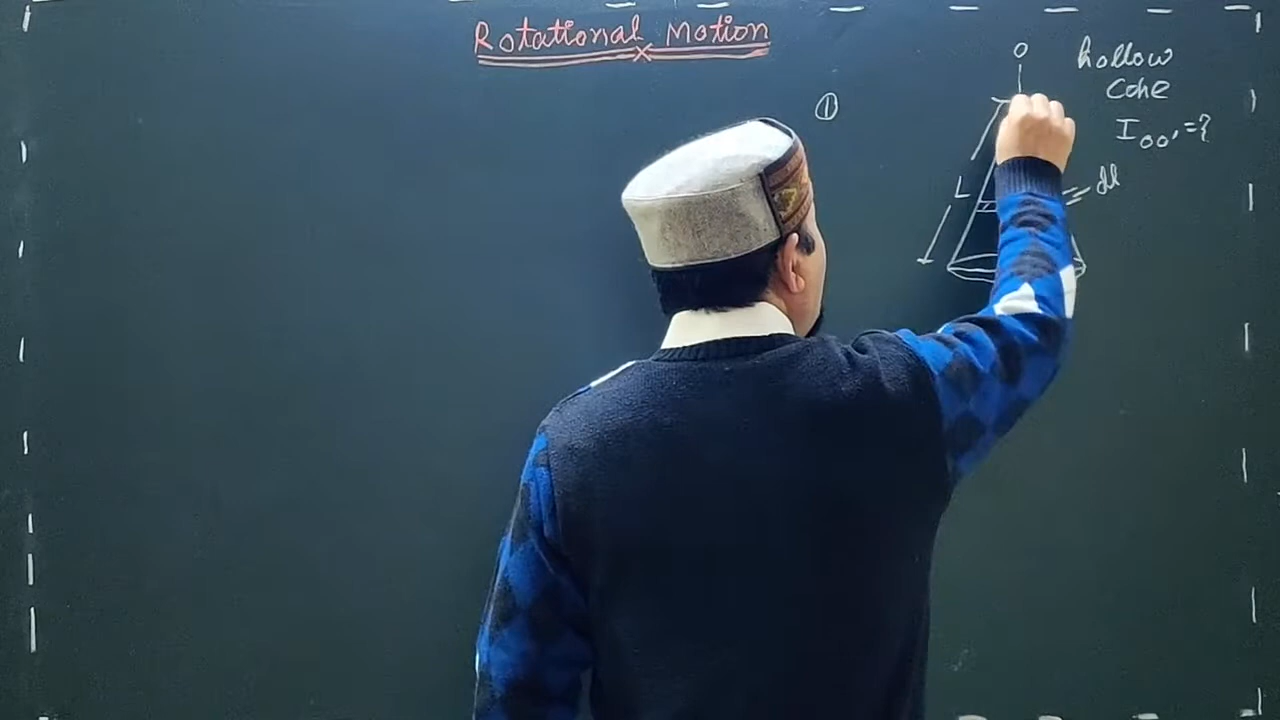 Rotational Motion
①
O
hollow
Cone
I₀₀' =?
L
dl